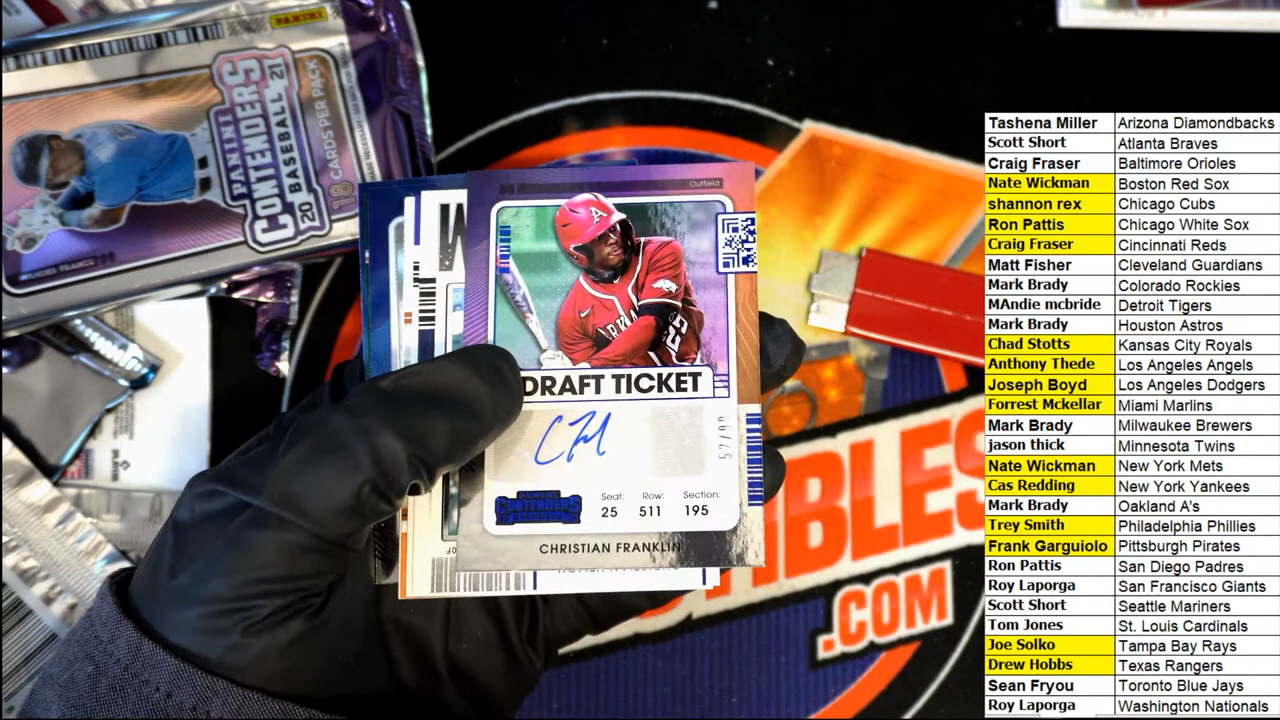 PANINI
PANINI
CONTENDERS
20 BASEBALL 21
18 CARDS PER PACK
Outfield
DRAFT TICKET
PANINI
CONTENDERS
Seat: Row: Section:
25 511 195
CHRISTIAN FRANKLIN
BLES
.COM
Tashena Miller Arizona Diamondbacks
Scott Short Atlanta Braves
Craig Fraser Baltimore Orioles
Nate Wickman Boston Red Sox
shannon rex Chicago Cubs
Ron Pattis Chicago White Sox
Craig Fraser Cincinnati Reds
Matt Fisher Cleveland Guardians
Mark Brady Colorado Rockies
MAndie mcbride Detroit Tigers
Mark Brady Houston Astros
Chad Stotts Kansas City Royals
Anthony Thede Los Angeles Angels
Joseph Boyd Los Angeles Dodgers
Forrest Mckellar Miami Marlins
Mark Brady Milwaukee Brewers
jason thick Minnesota Twins
Nate Wickman New York Mets
Cas Redding New York Yankees
Mark Brady Oakland A's
Trey Smith Philadelphia Phillies
Frank Garguiolo Pittsburgh Pirates
Ron Pattis San Diego Padres
Roy Laporga San Francisco Giants
Scott Short Seattle Mariners
Tom Jones St. Louis Cardinals
Joe Solko Tampa Bay Rays
Drew Hobbs Texas Rangers
Sean Fryou Toronto Blue Jays
Roy Laporga Washington Nationals